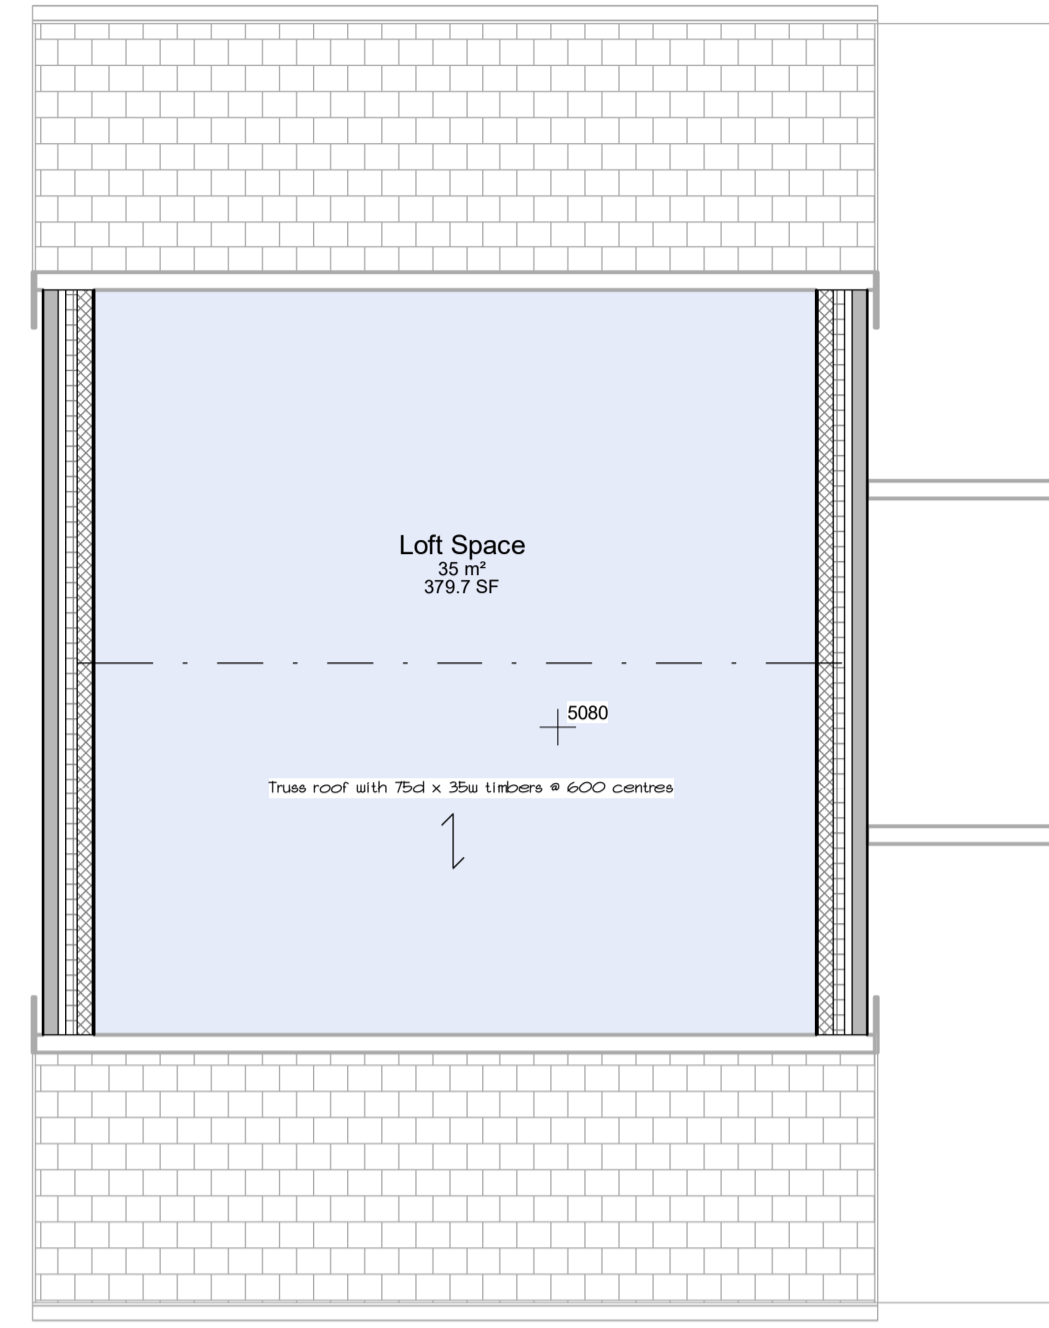 Loft Space
35 m²
379.7 SF
5080
Truss roof with 75d x 35w timbers @ 600 centres